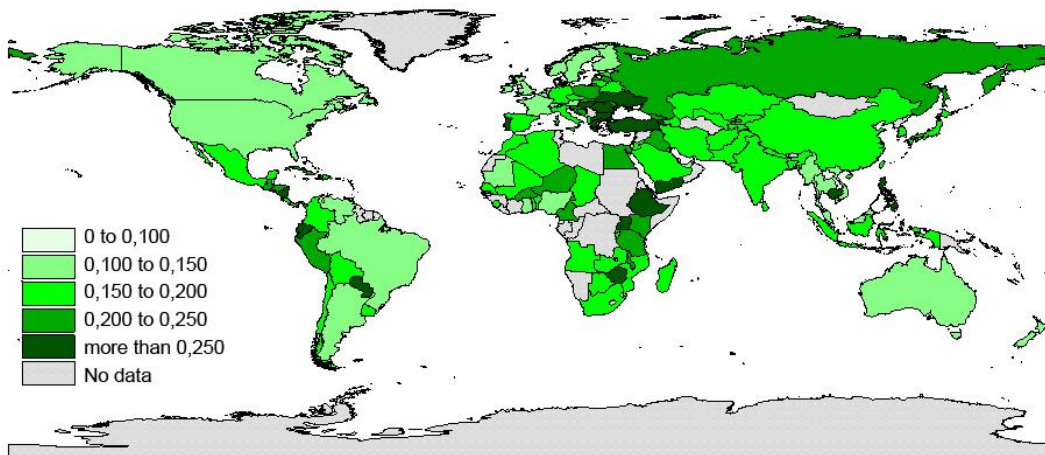 0 to 0,100
0,100 to 0,150
0,150 to 0,200
0,200 to 0,250
more than 0,250
No data